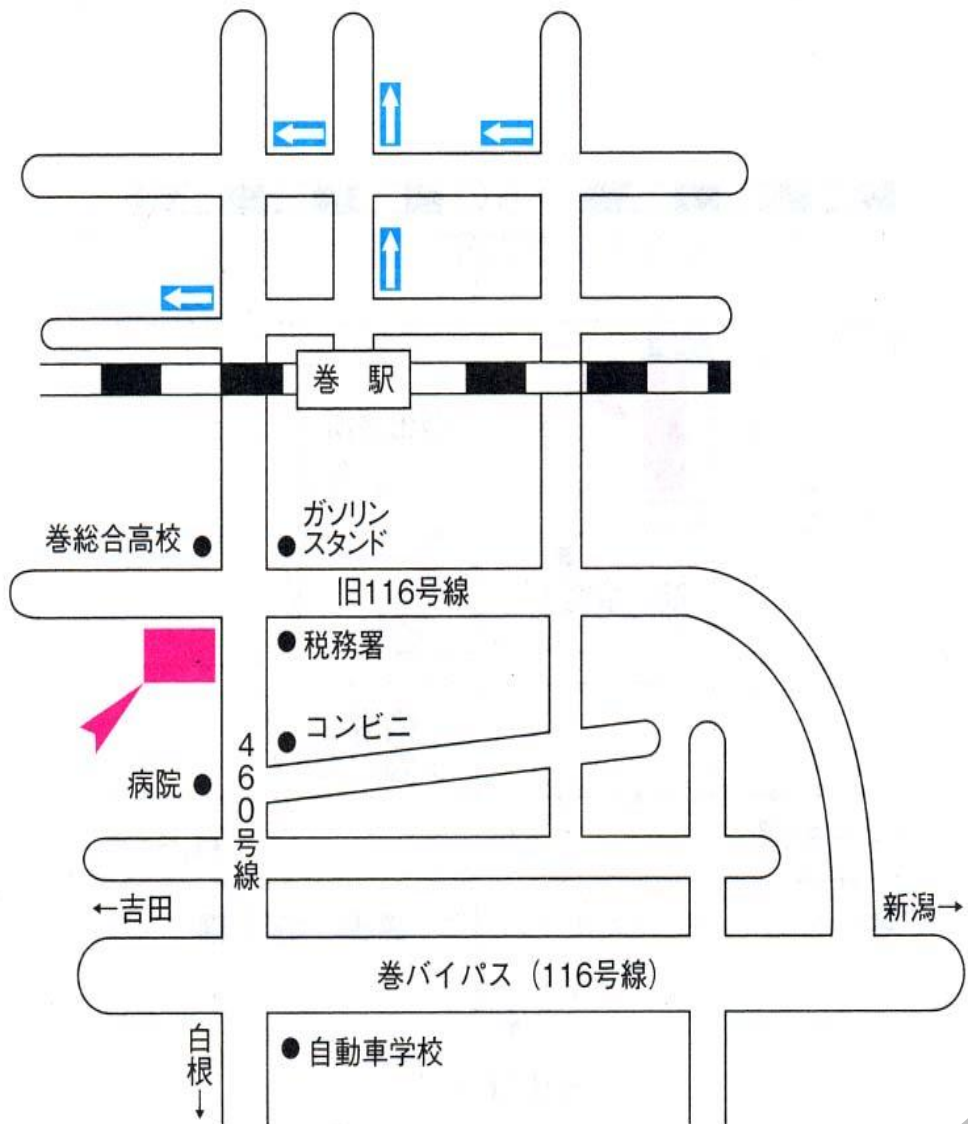 巻 駅
ガソリン
スタンド
巻総合高校
旧116号線
税務署
コンビニ
460号線
病院
←吉田
新潟→
巻バイパス（116号線）
白根↓
自動車学校